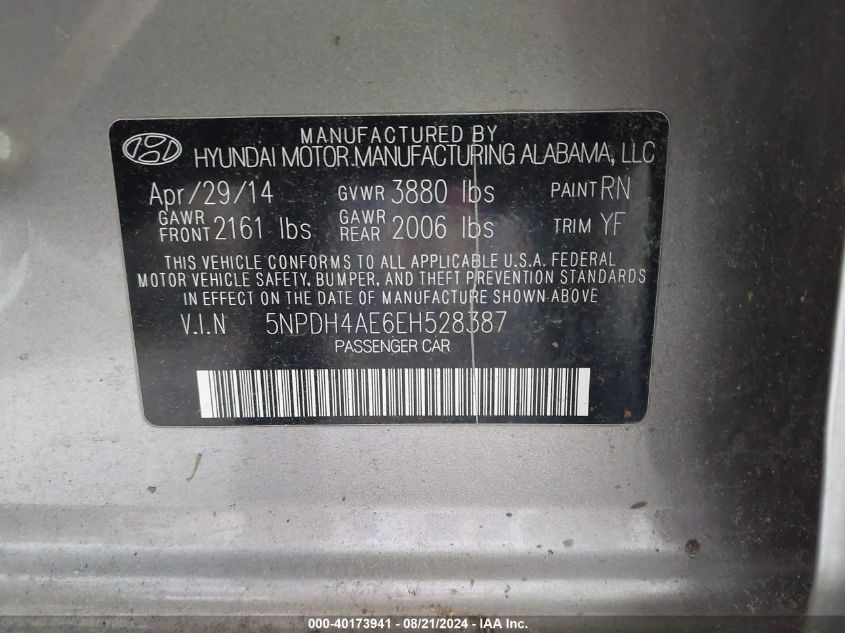 MANUFACTURED BY
HYUNDAI MOTOR MANUFACTURING ALABAMA, LLC
Apr/29/14 GVWR 3880 lbs PAINT RN
GAWR FRONT 2161 lbs GAWR REAR 2006 lbs TRIM YF
THIS VEHICLE CONFORMS TO ALL APPLICABLE U.S.A. FEDERAL
MOTOR VEHICLE SAFETY, BUMPER, AND THEFT PREVENTION STANDARDS
IN EFFECT ON THE DATE OF MANUFACTURE SHOWN ABOVE
V.I.N 5NPDH4AE6EH528387
PASSENGER CAR
000-40173941 - 08/21/2024 - IAA Inc.